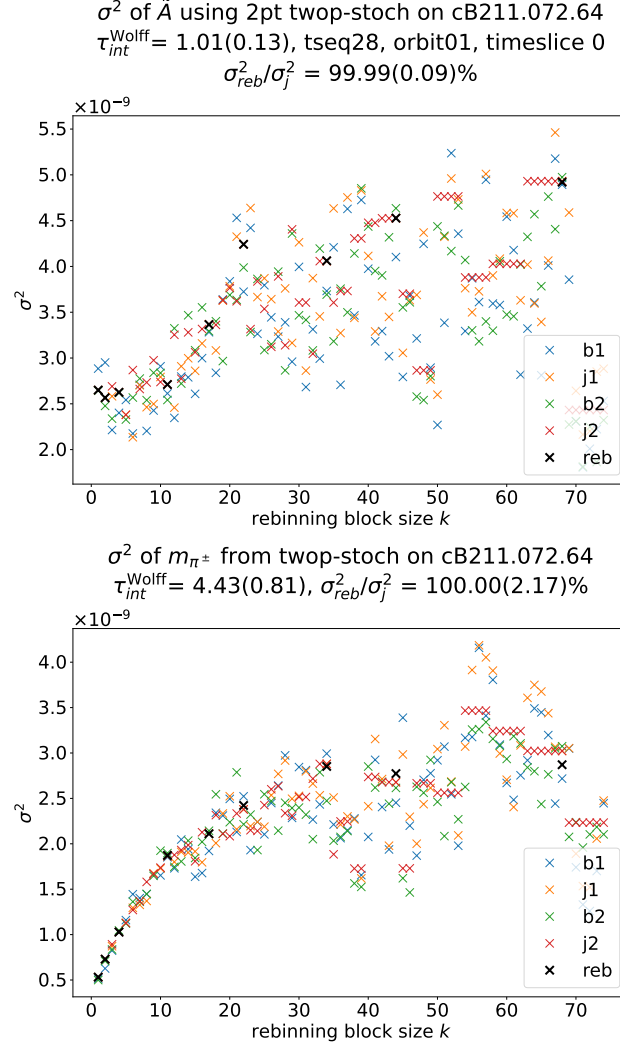 σ² of Ã using 2pt twop-stoch on cB211.072.64
τ_int^Wolff = 1.01(0.13), tseq28, orbit01, timeslice 0
σ²_reb/σ²_j = 99.99(0.09)%
×10⁻⁹
5.5
5.0
4.5
4.0
3.5
3.0
2.5
2.0
σ²
b1
j1
b2
j2
reb
0 10 20 30 40 50 60 70
rebinning block size k
σ² of m_π± from twop-stoch on cB211.072.64
τ_int^Wolff = 4.43(0.81), σ²_reb/σ²_j = 100.00(2.17)%
×10⁻⁹
4.0
3.5
3.0
2.5
2.0
1.5
1.0
0.5
σ²
b1
j1
b2
j2
reb
0 10 20 30 40 50 60 70
rebinning block size k